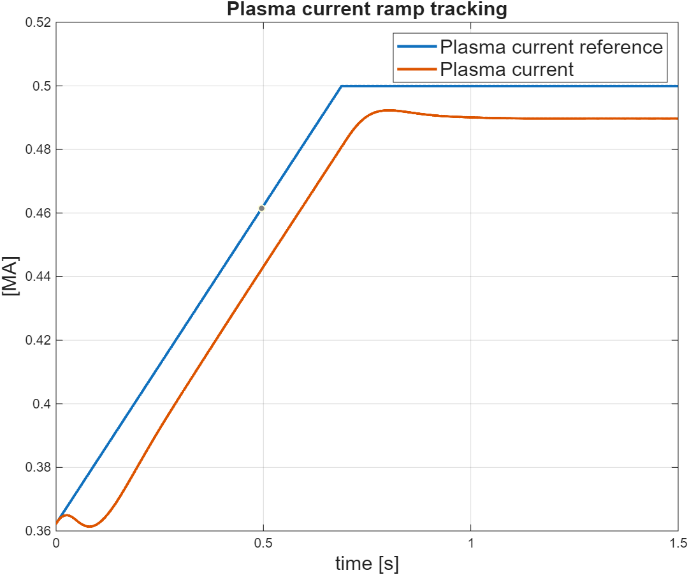 Plasma current ramp tracking
0.52
Plasma current reference
Plasma current
0.5
0.48
0.46
0.44
[MA]
0.42
0.4
0.38
0.36
0
0.5
1
1.5
time [s]